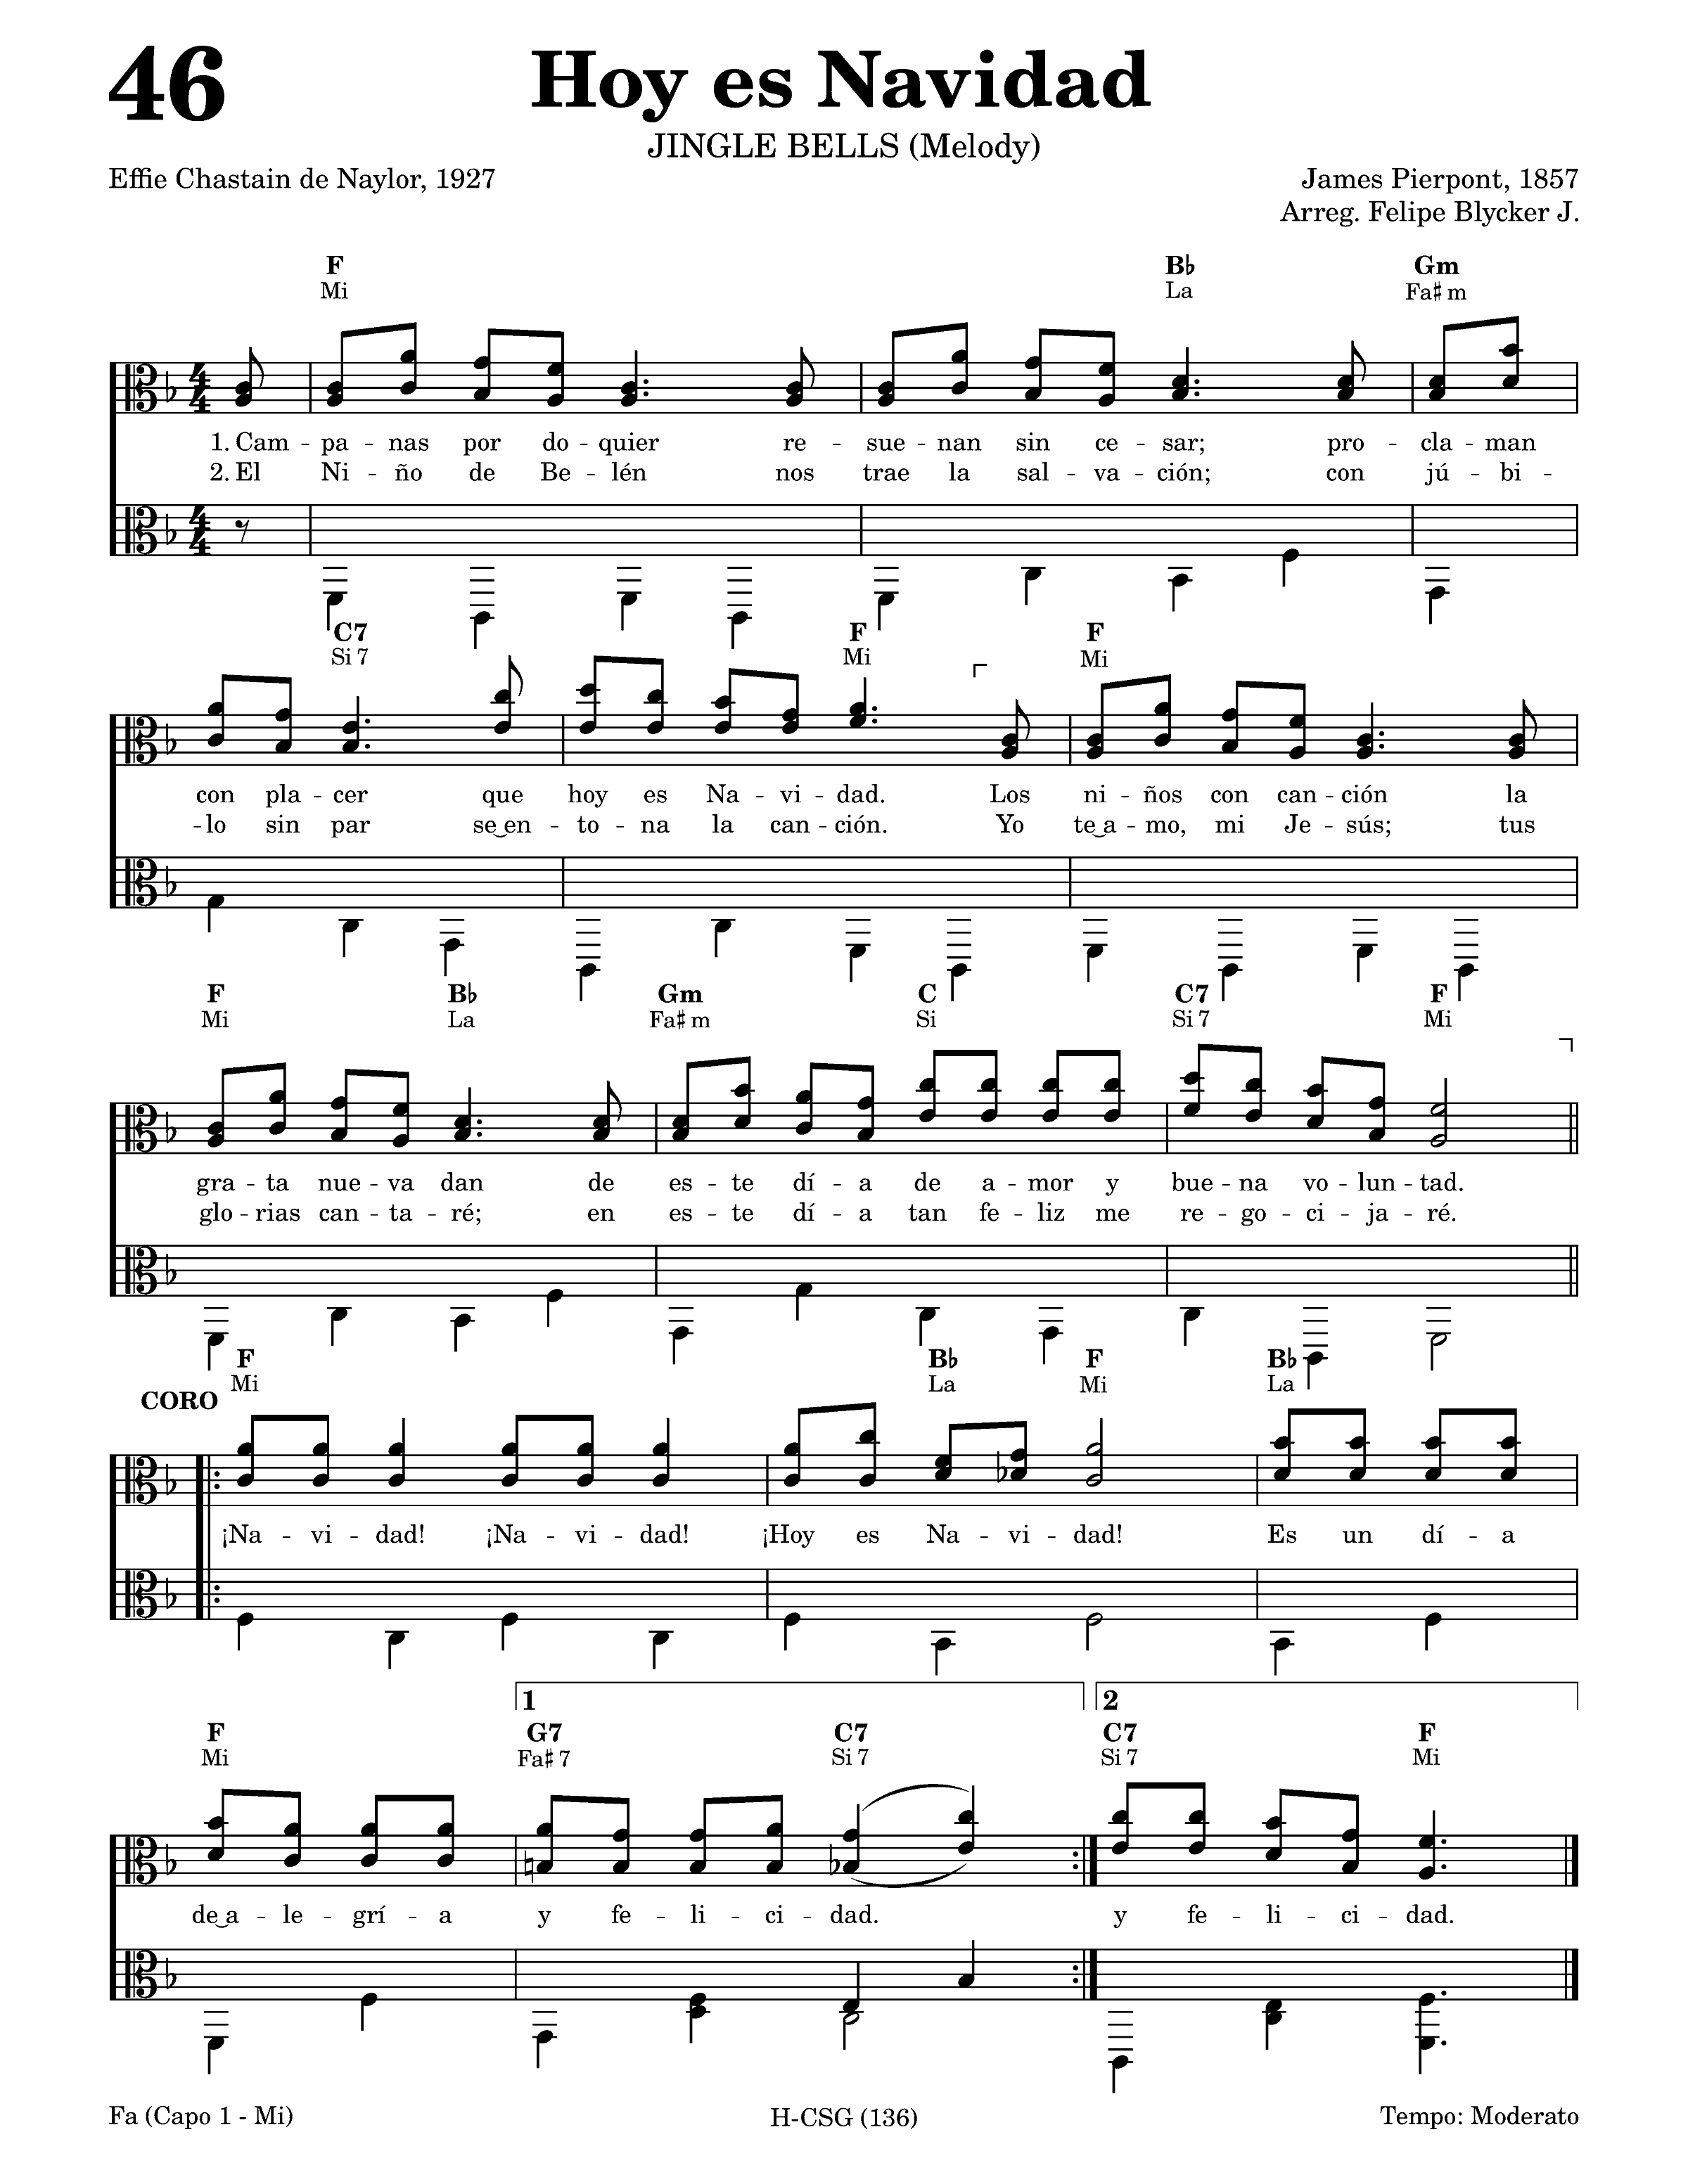 46
Hoy es Navidad
JINGLE BELLS (Melody)
Effie Chastain de Naylor, 1927
James Pierpont, 1857
Arreg. Felipe Blycker J.
F B♭ Gm
Mi La Fa♯ m
1. Cam – pa – nas por do – quier re – sue – nan sin ce – sar; pro – cla – man
2. El Ni – ño de Be – lén nos trae la sal – va – ción; con jú – bi –
C7 F F
Si 7 Mi Mi
con pla – cer que hoy es Na – vi – dad. Los ni – ños con can – ción la
– lo sin par se‿en – to – na la can – ción. Yo te‿a – mo, mi Je – sús; tus
F B♭ Gm C C7 F
Mi La Fa♯ m Si Si 7 Mi
gra – ta nue – va dan de es – te dí – a de a – mor y bue – na vo – lun – tad.
glo – rias can – ta – ré; en es – te dí – a tan fe – liz me re – go – ci – ja – ré.
F B♭ F B♭
Mi La Mi La
CORO
¡Na – vi – dad! ¡Na – vi – dad! ¡Hoy es Na – vi – dad! Es un dí – a
1 2
F G7 C7 C7 F
Mi Fa♯ 7 Si 7 Si 7 Mi
de‿a – le – grí – a y fe – li – ci – dad. y fe – li – ci – dad.
Fa (Capo 1 - Mi)
H-CSG (136)
Tempo: Moderato